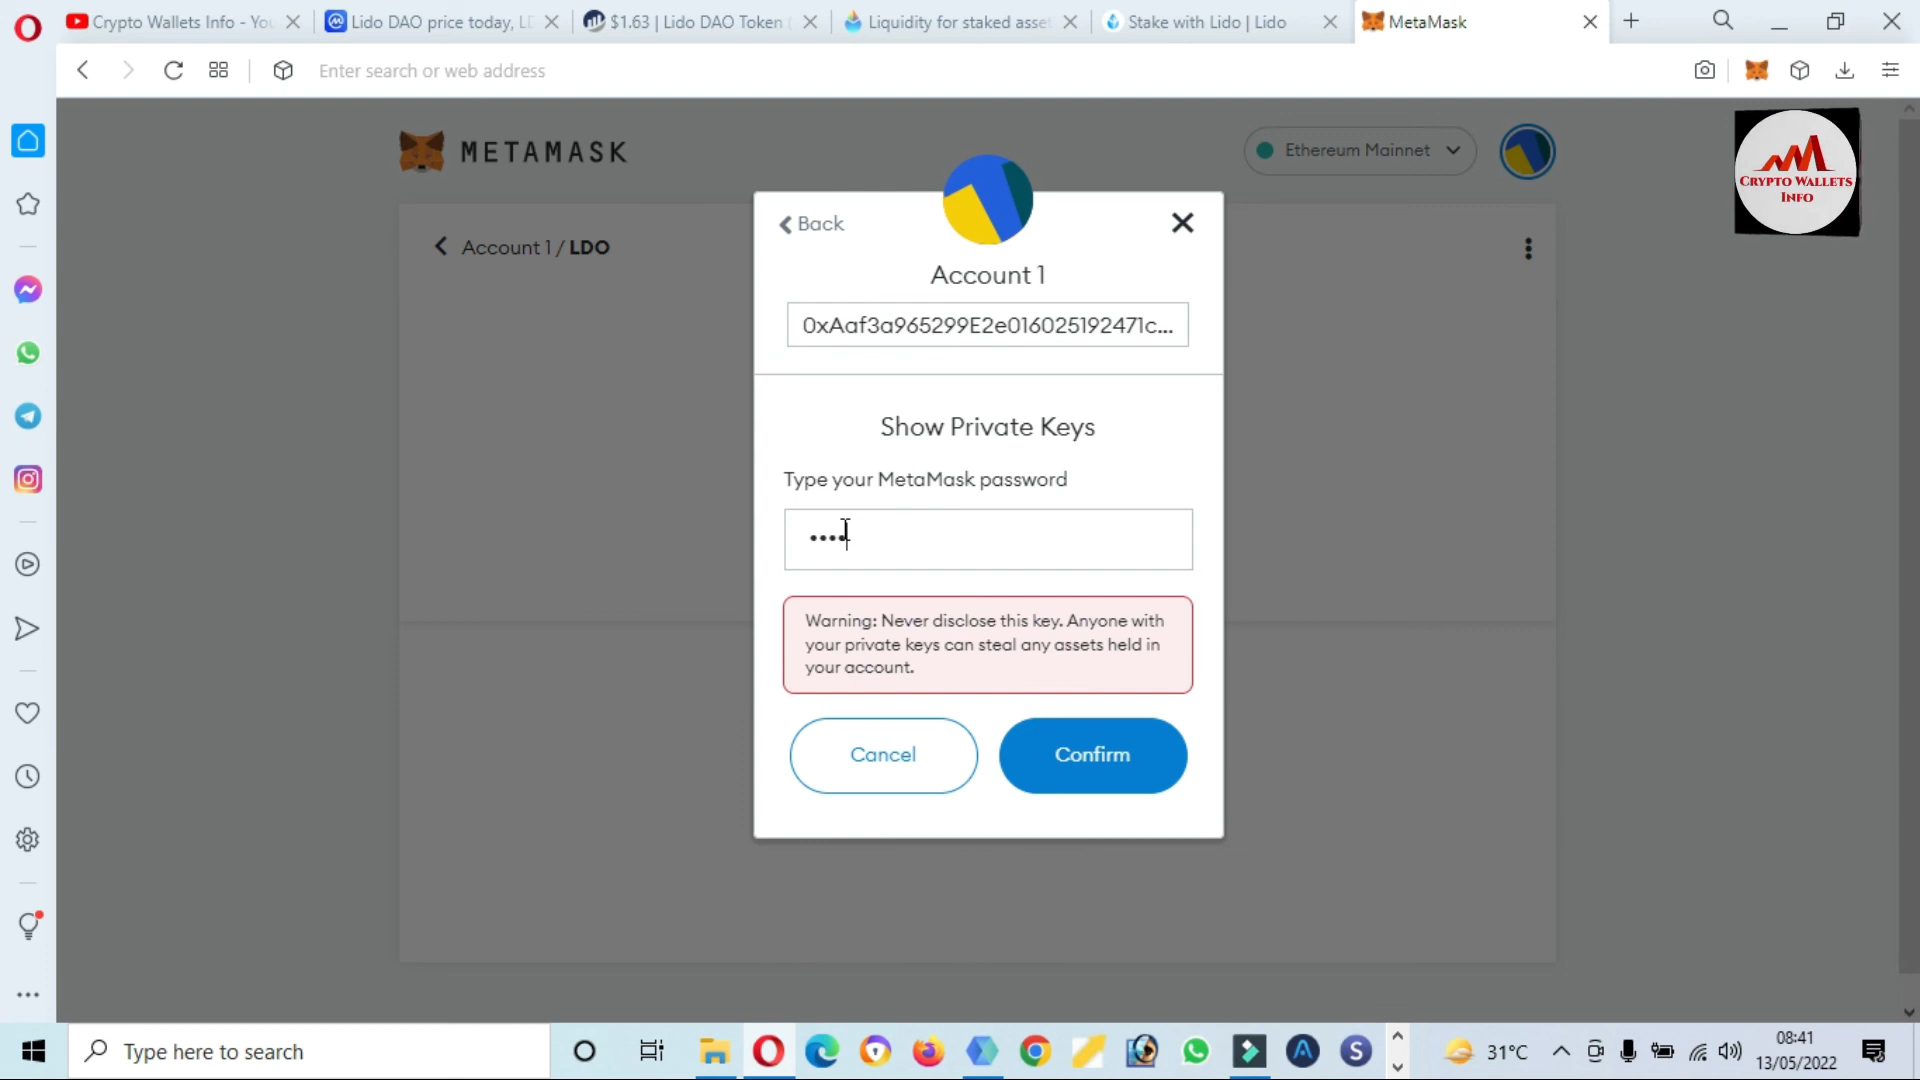 Crypto Wallets Info - You
Lido DAO price today, LD
$1.63 | Lido DAO Token (
Liquidity for staked asset
Stake with Lido | Lido
MetaMask
Enter search or web address
METAMASK
Ethereum Mainnet
CRYPTO WALLETS
INFO
Account 1 / LDO
Back
Account 1
0xAaf3a965299E2e016025192471c...
Show Private Keys
Type your MetaMask password
Warning: Never disclose this key. Anyone with
your private keys can steal any assets held in
your account.
Cancel
Confirm
Type here to search
S
31°C
08:41
13/05/2022